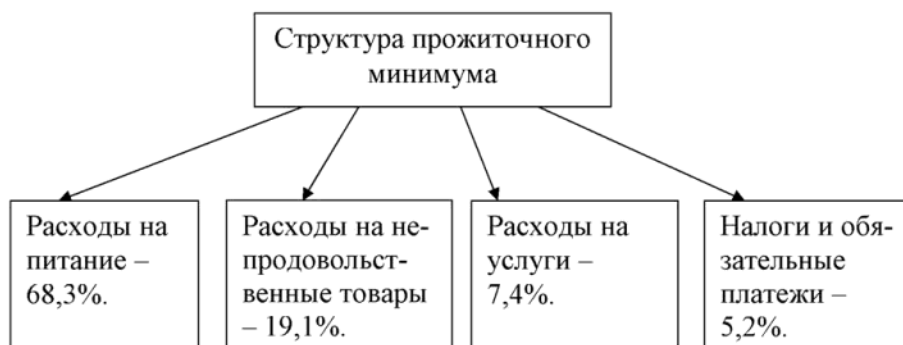 Структура прожиточного
минимума
Расходы на
питание –
68,3%.
Расходы на не-
продовольст-
венные товары
– 19,1%.
Расходы на
услуги –
7,4%.
Налоги и обя-
зательные
платежи –
5,2%.